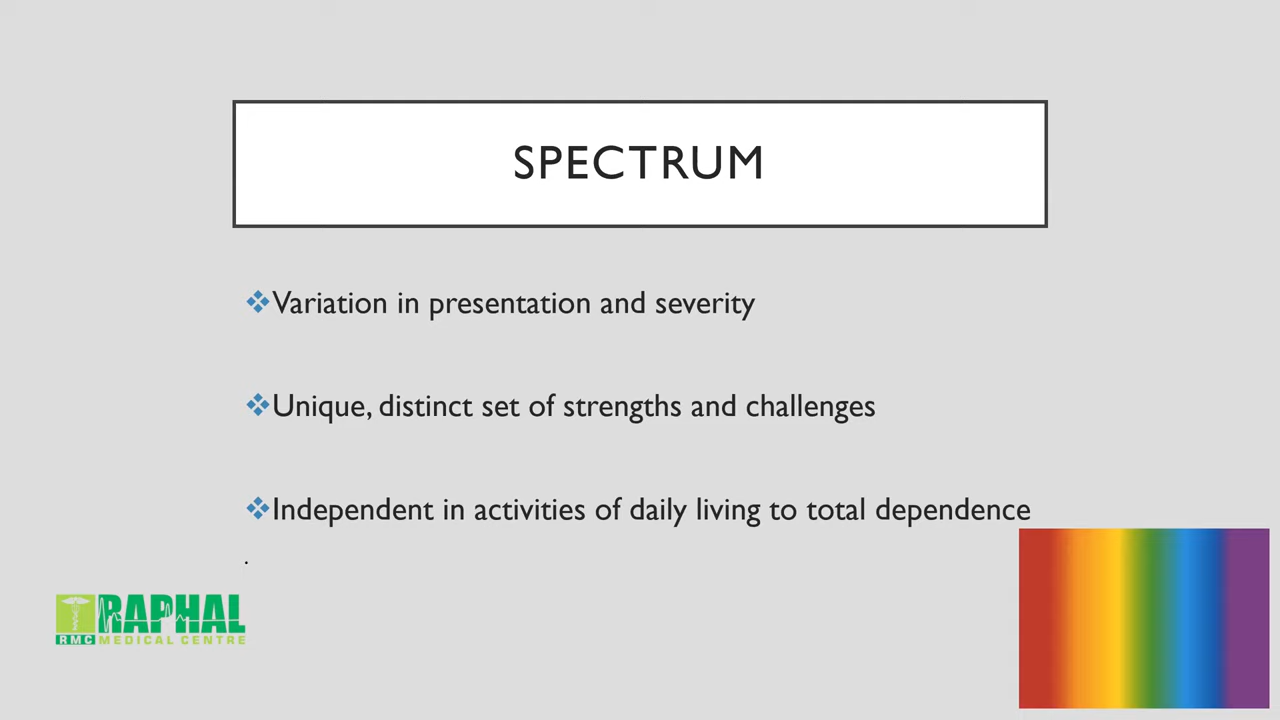 SPECTRUM
❖Variation in presentation and severity
❖Unique, distinct set of strengths and challenges
❖Independent in activities of daily living to total dependence
.
RAPHAL
RMC MEDICAL CENTRE